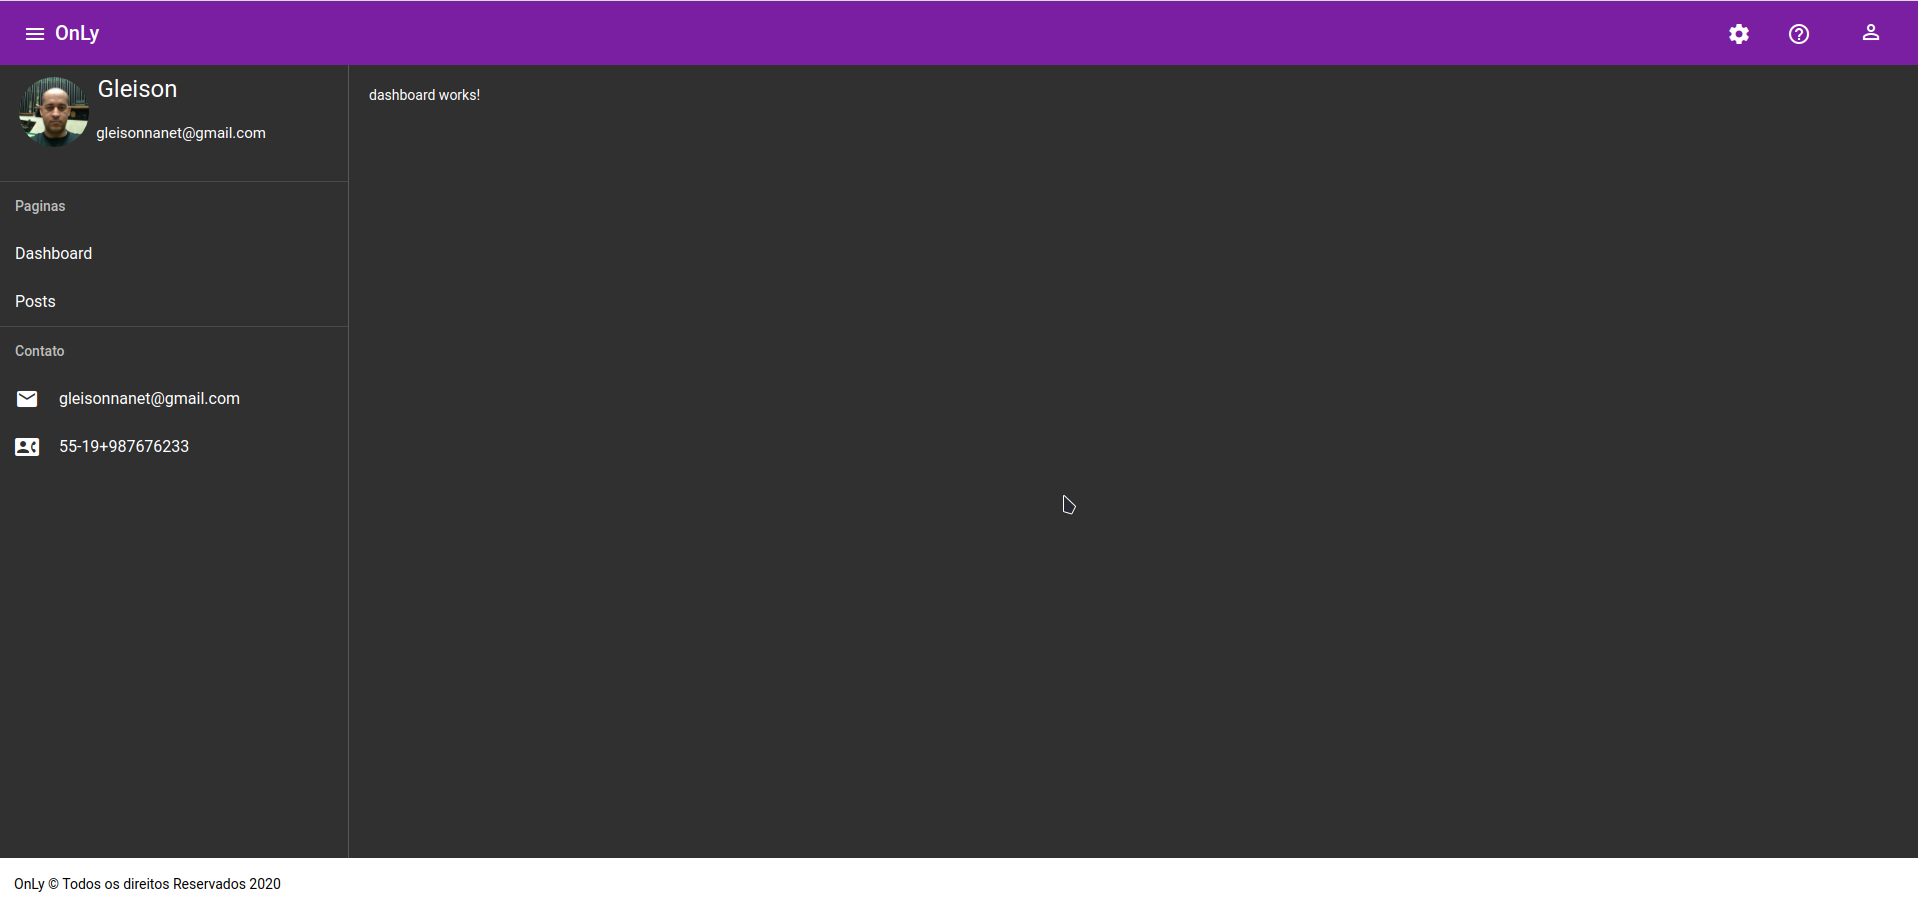 OnLy
Gleison
gleisonnanet@gmail.com
Paginas
Dashboard
Posts
Contato
gleisonnanet@gmail.com
55-19+987676233
dashboard works!
OnLy © Todos os direitos Reservados 2020